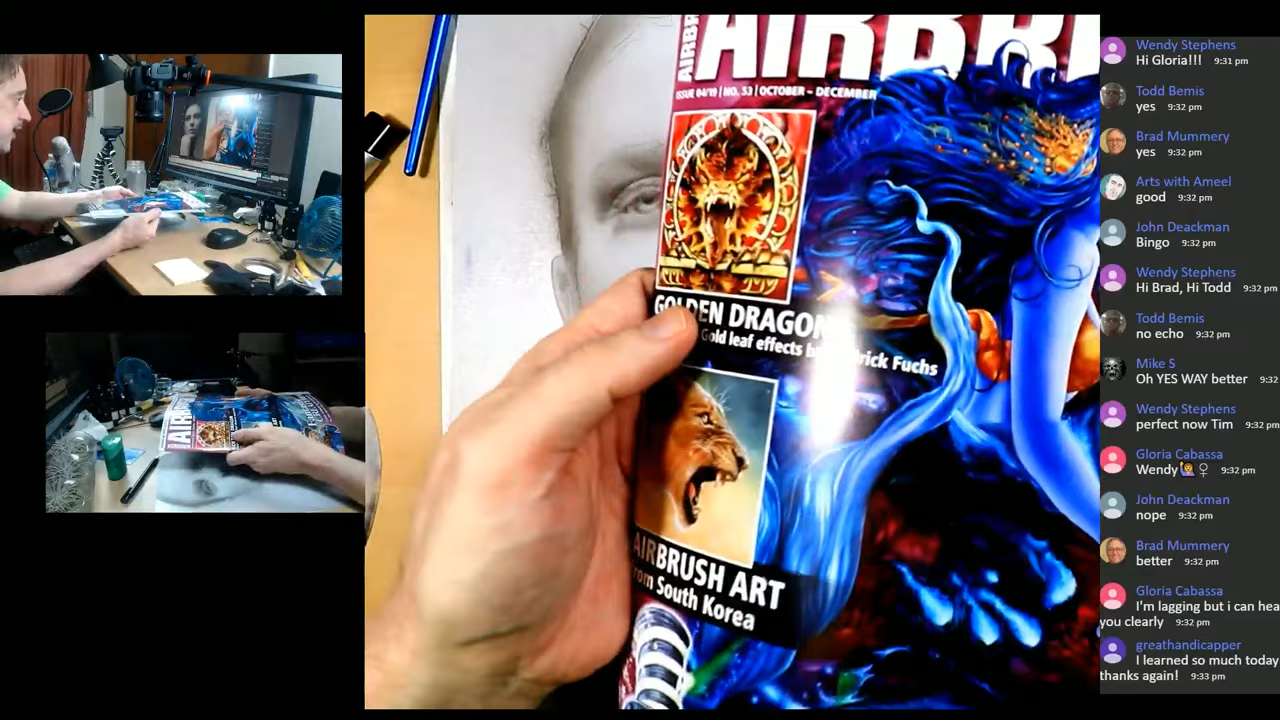 AIRBR
AIRBR
ISSUE 04/19 | NO. 53 | OCTOBER – DECEMBER
GOLDEN DRAGON
Gold leaf effects
Fuchs
AIRBRUSH ART
from South Korea
AIRBR
Wendy Stephens
Hi Gloria!!! 9:31 pm
Todd Bemis
yes 9:32 pm
Brad Mummery
yes 9:32 pm
Arts with Ameel
good 9:32 pm
John Deackman
Bingo 9:32 pm
Wendy Stephens
Hi Brad, Hi Todd 9:32 pm
Todd Bemis
no echo 9:32 pm
Mike S
Oh YES WAY better 9:32
Wendy Stephens
perfect now Tim 9:32 pm
Gloria Cabassa
Wendy🙋♀ 9:32 pm
John Deackman
nope 9:32 pm
Brad Mummery
better 9:32 pm
Gloria Cabassa
I'm lagging but i can hea
you clearly 9:32 pm
greathandicapper
I learned so much today
thanks again! 9:33 pm